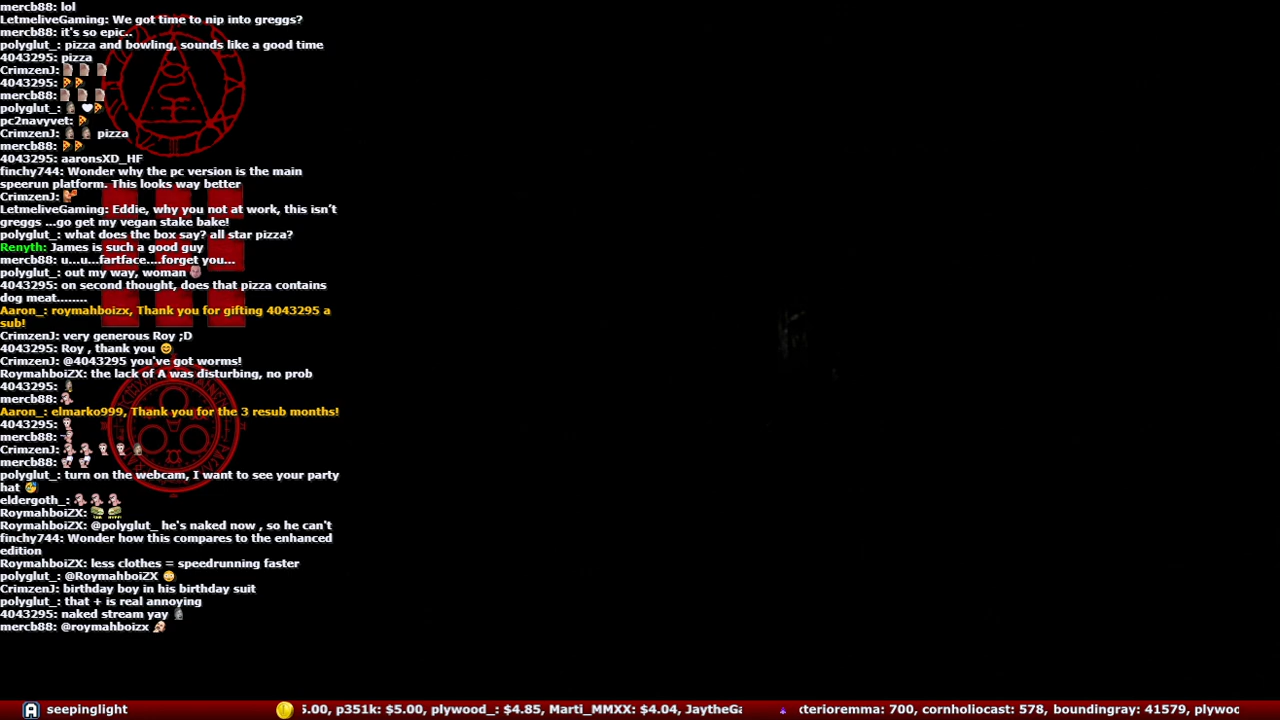 mercb88: lol
LetmeliveGaming: We got time to nip into greggs?
mercb88: it's so epic..
polyglut_: pizza and bowling, sounds like a good time
4043295: pizza
CrimzenJ:
4043295:
mercb88:
polyglut_:
pc2navyvet:
CrimzenJ: pizza
mercb88:
4043295: aaronsXD_HF
finchy744: Wonder why the pc version is the main
speerun platform. This looks way better
CrimzenJ:
LetmeliveGaming: Eddie, why you not at work, this isn't
greggs ...go get my vegan stake bake!
polyglut_: what does the box say? all star pizza?
Renyth: James is such a good guy
mercb88: u...u...fartface....forget you...
polyglut_: out my way, woman
4043295: on second thought, does that pizza contains
dog meat........
Aaron_: roymahboizx, Thank you for gifting 4043295 a
sub!
CrimzenJ: very generous Roy ;D
4043295: Roy , thank you
CrimzenJ: @4043295 you've got worms!
RoymahboiZX: the lack of A was disturbing, no prob
4043295:
mercb88:
Aaron_: elmarko999, Thank you for the 3 resub months!
4043295:
mercb88:
CrimzenJ:
mercb88:
polyglut_: turn on the webcam, I want to see your party
hat
eldergoth_:
RoymahboiZX:
RoymahboiZX: @polyglut_ he's naked now , so he can't
finchy744: Wonder how this compares to the enhanced
edition
RoymahboiZX: less clothes = speedrunning faster
polyglut_: @RoymahboiZX
CrimzenJ: birthday boy in his birthday suit
polyglut_: that + is real annoying
4043295: naked stream yay
mercb88: @roymahboizx
A seepinglight 5.00, p351k: $5.00, plywood_: $4.85, Marti_MMXX: $4.04, JaytheGa cterioremma: 700, cornholiocast: 578, boundingray: 41579, plywoo